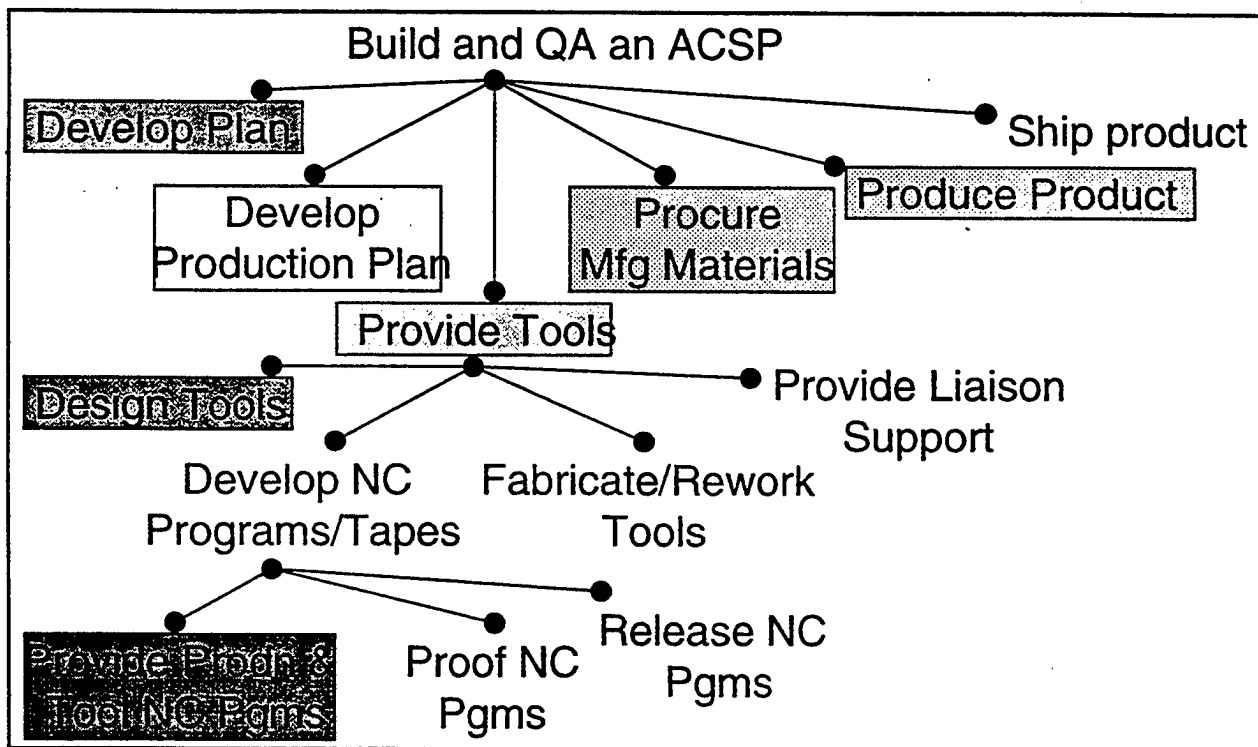 Build and QA an ACSP
Develop Plan
Ship product
Produce Product
Develop
Production Plan
Procure
Mfg Materials
Provide Tools
Design Tools
Provide Liaison
Support
Develop NC
Programs/Tapes
Fabricate/Rework
Tools
Release NC
Pgms
Provide Prodn &
Tool NC Pgms
Proof NC
Pgms